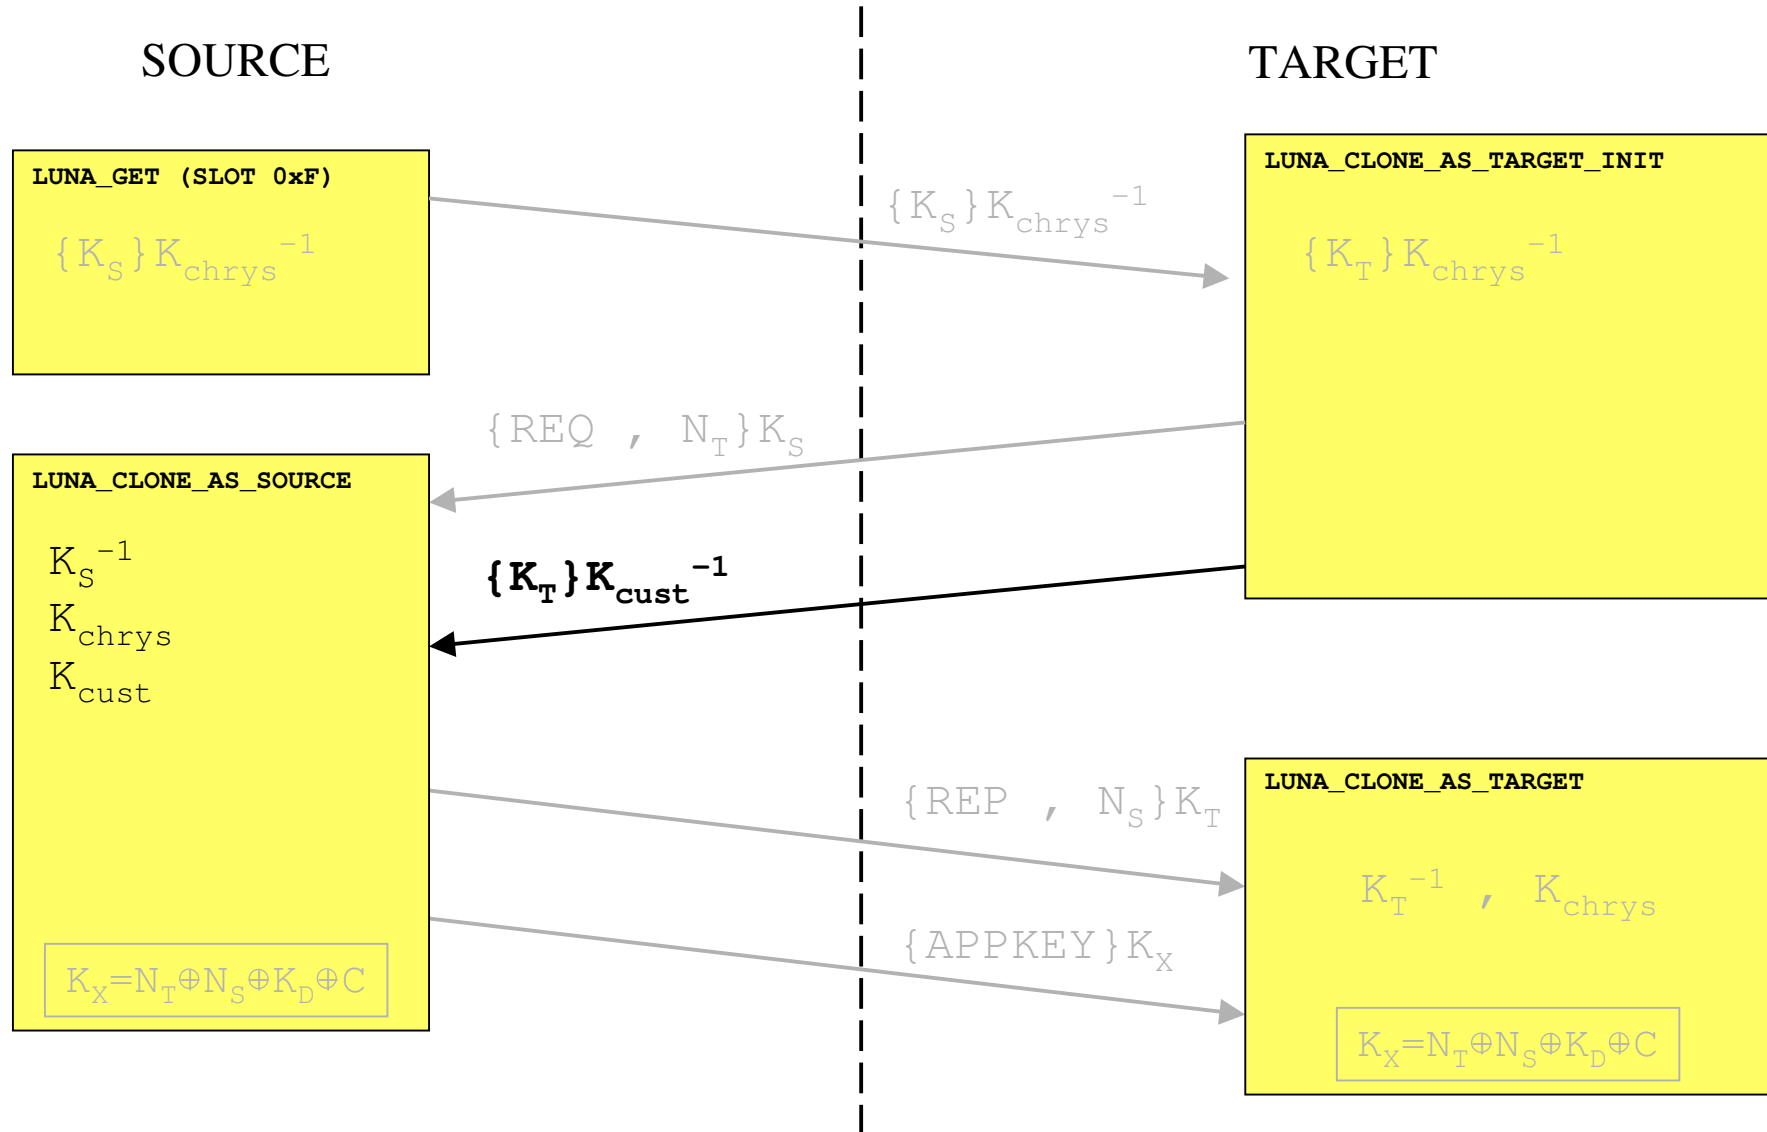 SOURCE
TARGET
LUNA_GET (SLOT 0xF)
{K_S}K_chrys^−1
{K_S}K_chrys^−1
LUNA_CLONE_AS_TARGET_INIT
{K_T}K_chrys^−1
{REQ , N_T}K_S
LUNA_CLONE_AS_SOURCE
K_S^−1
K_chrys
K_cust
{K_T}K_cust^−1
{REP , N_S}K_T
{APPKEY}K_X
K_X=N_T⊕N_S⊕K_D⊕C
LUNA_CLONE_AS_TARGET
K_T^−1 , K_chrys
K_X=N_T⊕N_S⊕K_D⊕C